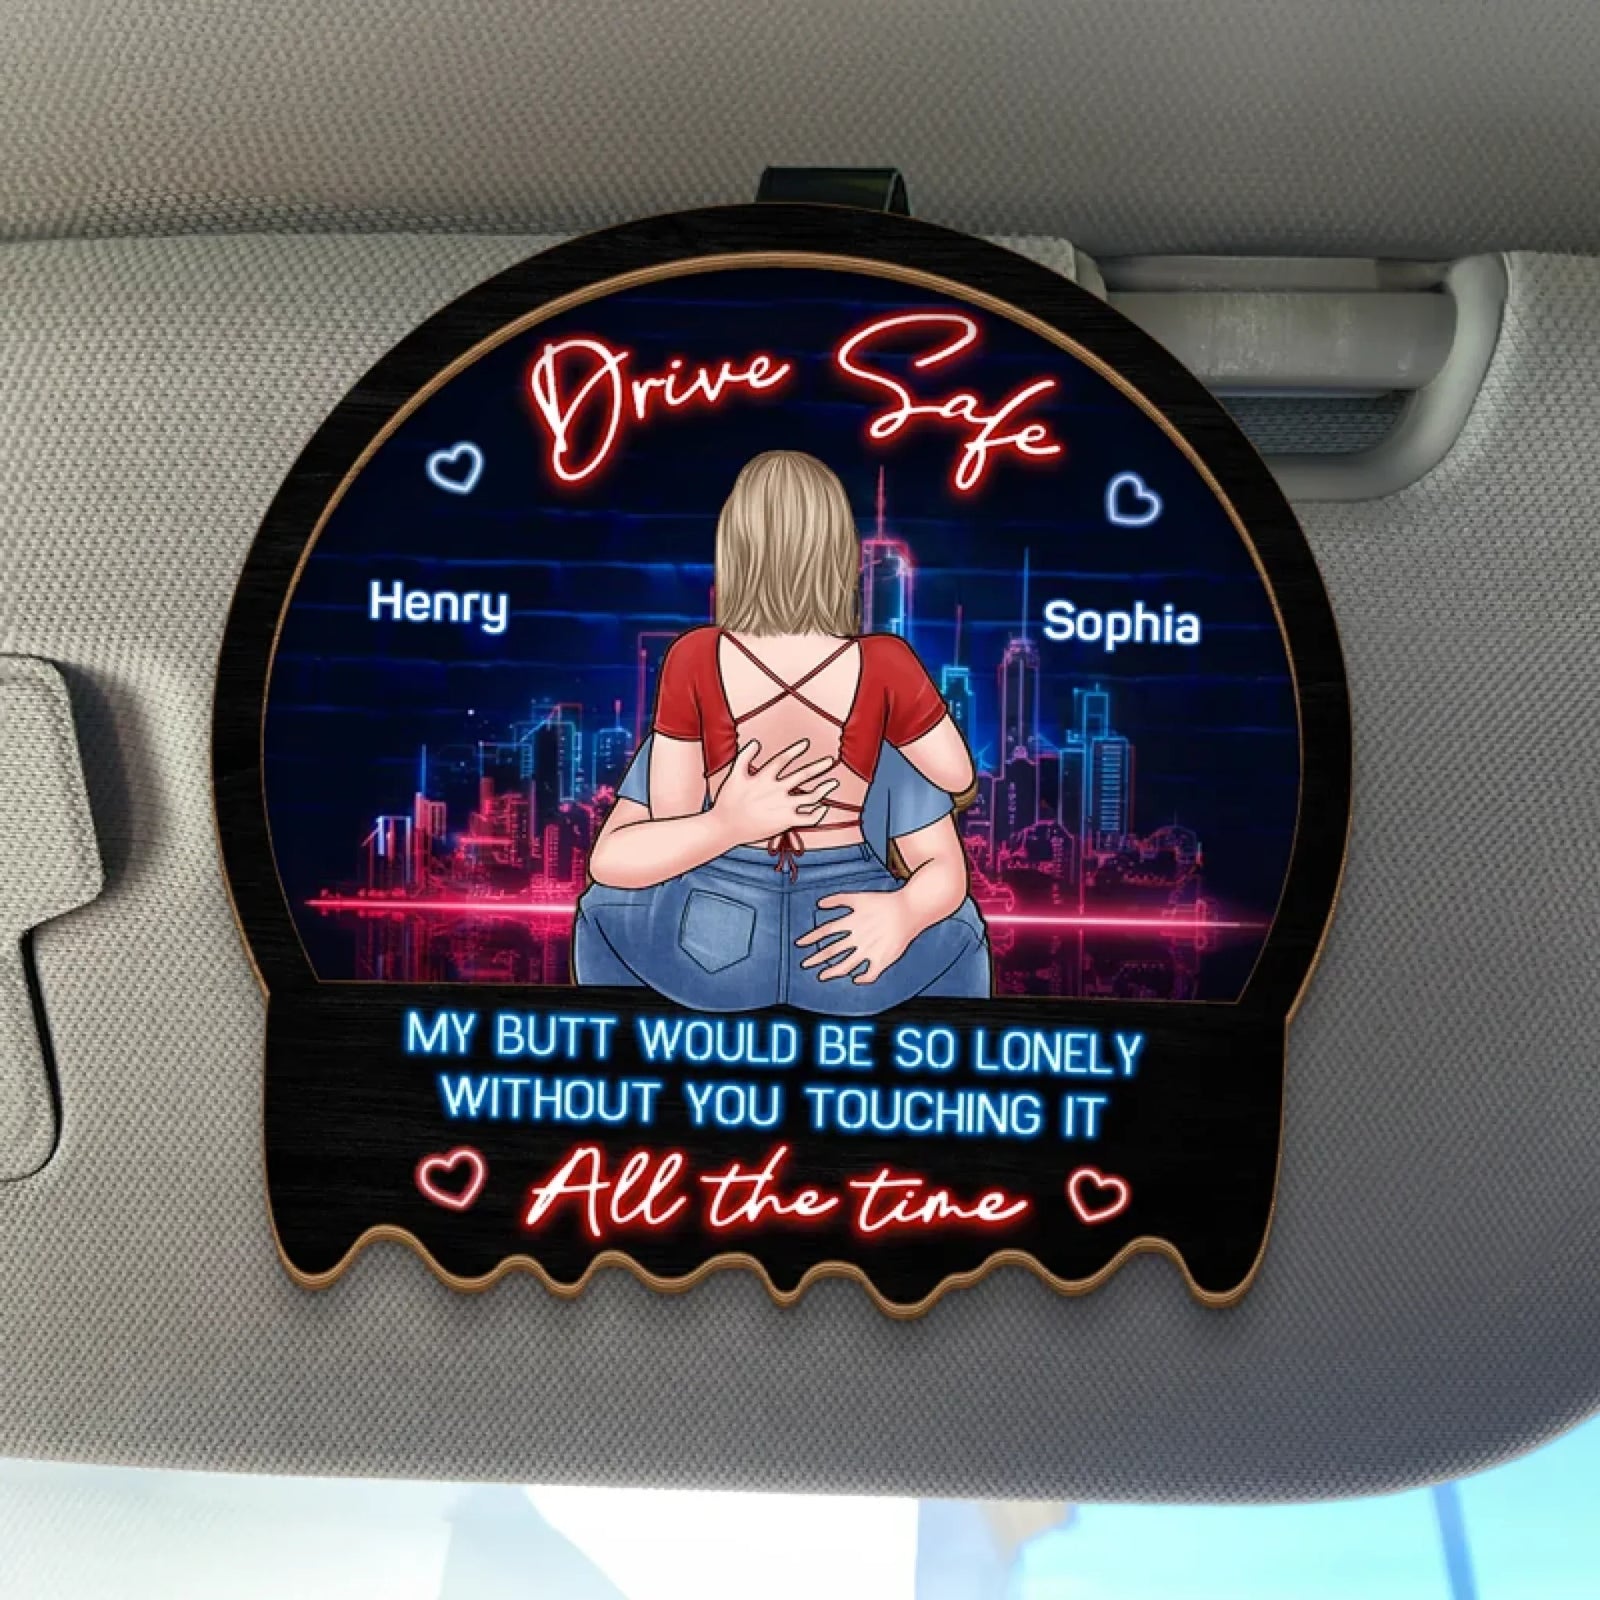 Drive Safe
Henry
Sophia
MY BUTT WOULD BE SO LONELY
WITHOUT YOU TOUCHING IT
All the time